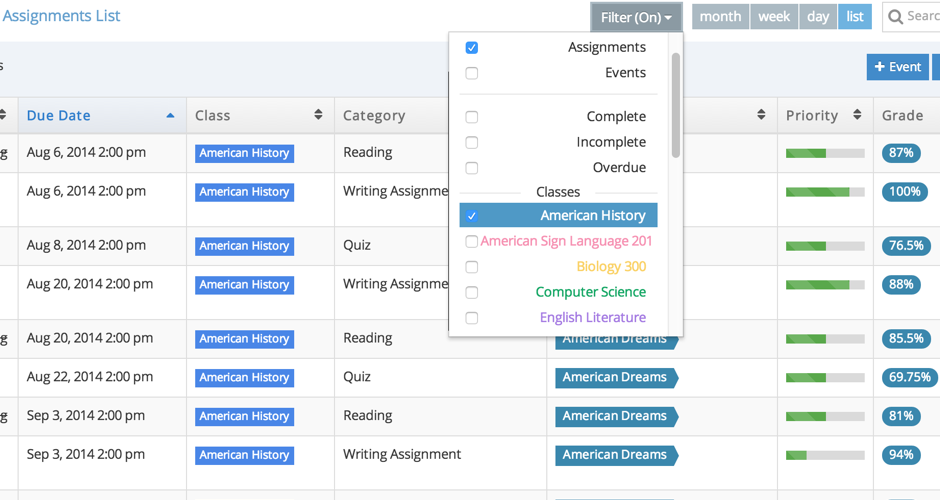 Assignments List
Filter (On)
month week day list
Searc
s
+ Event
Assignments
Events
Complete
Incomplete
Overdue
Classes
American History
American Sign Language 201
Biology 300
Computer Science
English Literature
Due Date Class Category Priority Grade
g Aug 6, 2014 2:00 pm American History Reading 87%
Aug 6, 2014 2:00 pm American History Writing Assignme 100%
Aug 8, 2014 2:00 pm American History Quiz 76.5%
Aug 20, 2014 2:00 pm American History Writing Assignme 88%
g Aug 20, 2014 2:00 pm American History Reading American Dreams 85.5%
Aug 22, 2014 2:00 pm American History Quiz American Dreams 69.75%
g Sep 3, 2014 2:00 pm American History Reading American Dreams 81%
Sep 3, 2014 2:00 pm American History Writing Assignment American Dreams 94%